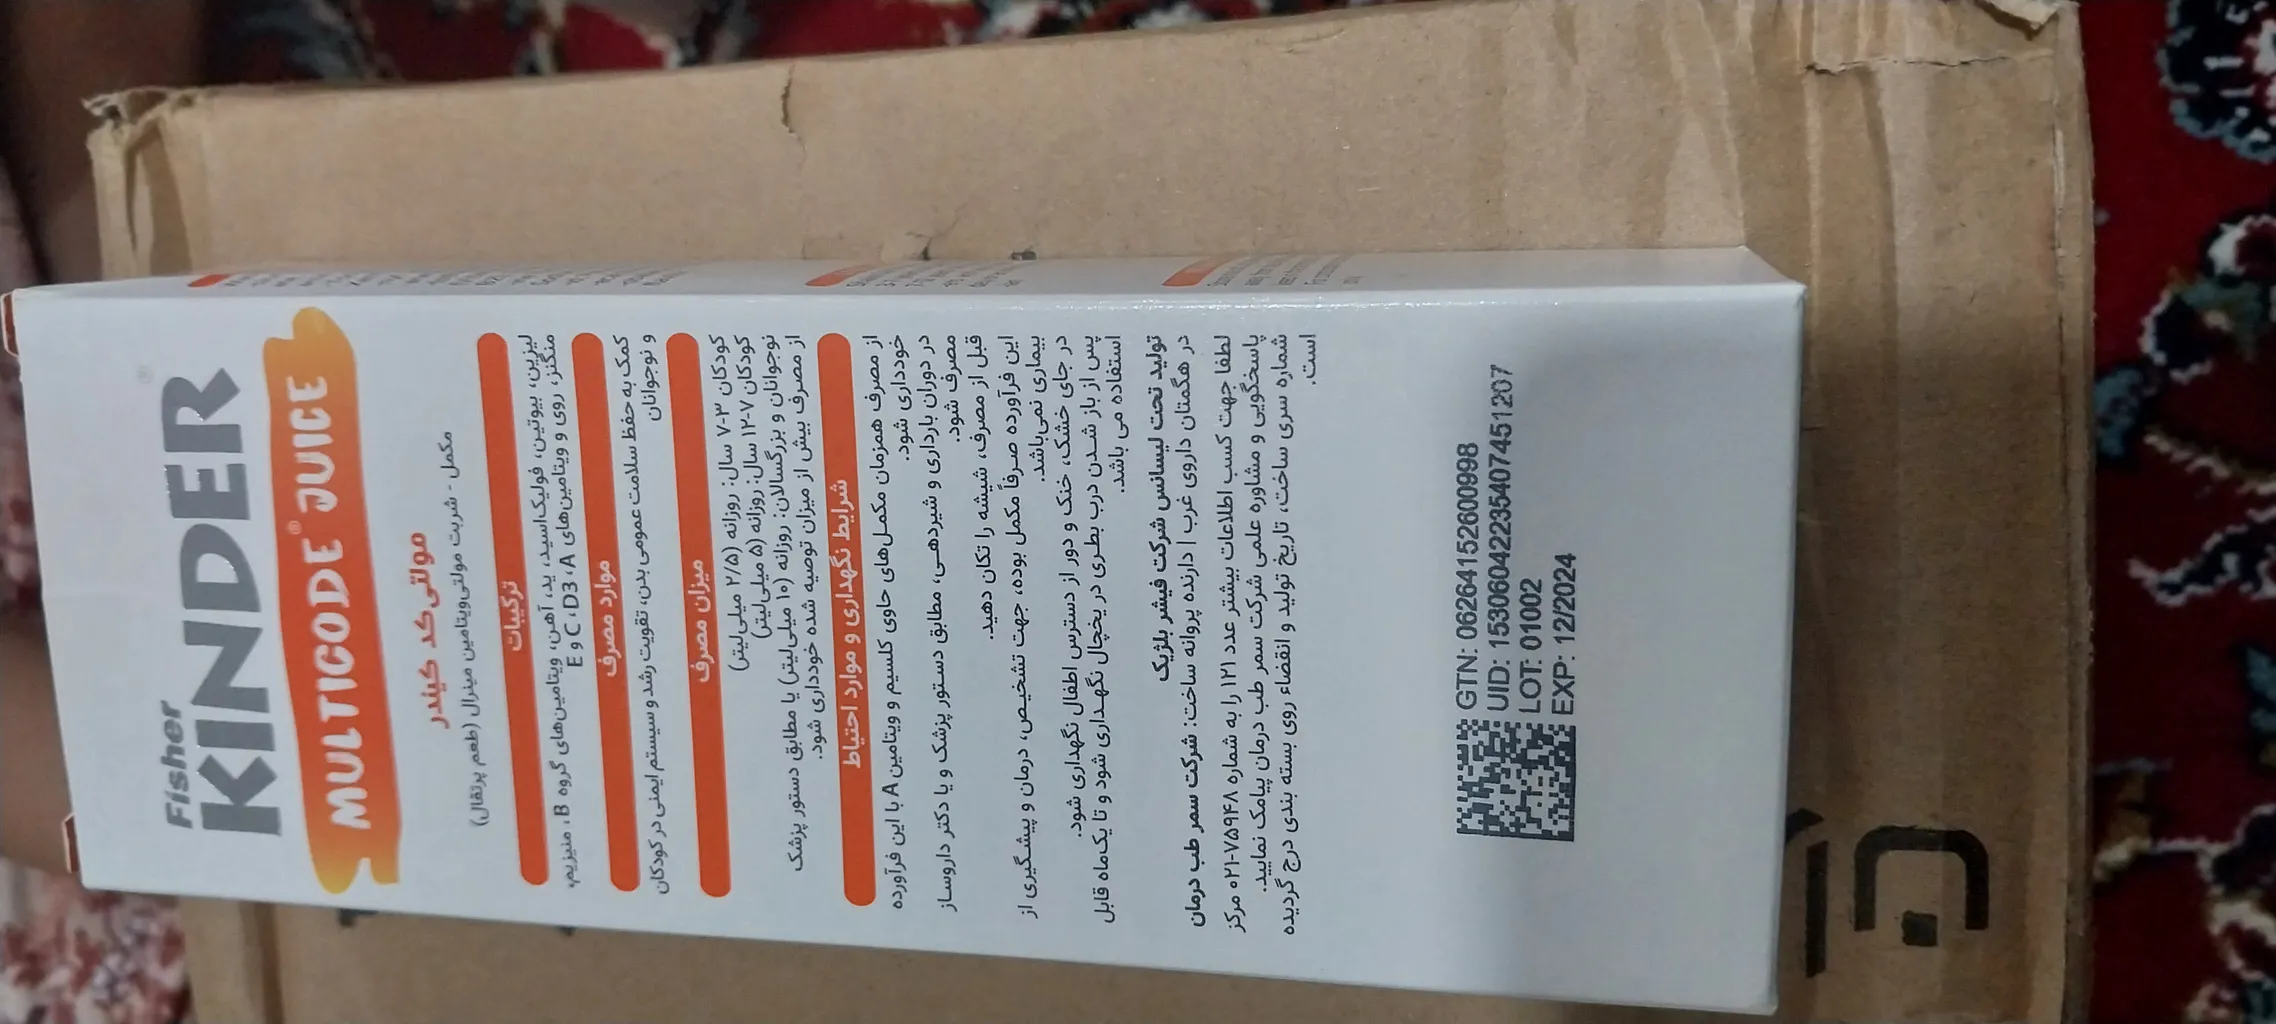 Fisher
KINDER®
MULTICODE® JUICE
مولتی‌کد کیندر
مکمل - شربت مولتی‌ویتامین مینرال (طعم پرتقال)
ترکیبات
لیزین، بیوتین، فولیک‌اسید، ید، آهن، ویتامین‌های گروه B، منیزیم،
منگنز، روی و ویتامین‌های A، D3، C و E
موارد مصرف
کمک به حفظ سلامت عمومی بدن، تقویت رشد و سیستم ایمنی در کودکان
و نوجوانان
میزان مصرف
کودکان ۳-۷ سال: روزانه (۲/۵ میلی‌لیتر)
کودکان ۷-۱۲ سال: روزانه (۵ میلی‌لیتر)
نوجوانان و بزرگسالان: روزانه (۱۰ میلی‌لیتر) یا مطابق دستور پزشک
از مصرف بیش از میزان توصیه شده خودداری شود.
شرایط نگهداری و موارد احتیاط
از مصرف همزمان مکمل‌های حاوی کلسیم و ویتامین A با این فرآورده
خودداری شود.
در دوران بارداری و شیردهی، مطابق دستور پزشک و یا دکتر داروساز
مصرف شود.
قبل از مصرف، شیشه را تکان دهید.
این فرآورده صرفاً مکمل بوده، جهت تشخیص، درمان و پیشگیری از
بیماری نمی‌باشد.
در جای خشک، خنک و دور از دسترس اطفال نگهداری شود.
پس از باز شدن درب بطری در یخچال نگهداری شود و تا یک‌ماه قابل
استفاده می باشد.
تولید تحت لیسانس شرکت فیشر بلژیک
در هگمتان داروی غرب | دارنده پروانه ساخت: شرکت سمر طب درمان
لطفا جهت کسب اطلاعات بیشتر عدد ۱۲۱ را به شماره ۷۵۹۴۸-۰۲۱ مرکز
پاسخگویی و مشاوره علمی شرکت سمر طب درمان پیامک نمایید.
شماره سری ساخت، تاریخ تولید و انقضاء روی بسته بندی درج گردیده
است.
GTN: 06264152600998
UID: 15306042235407451207
LOT: 01002
EXP: 12/2024